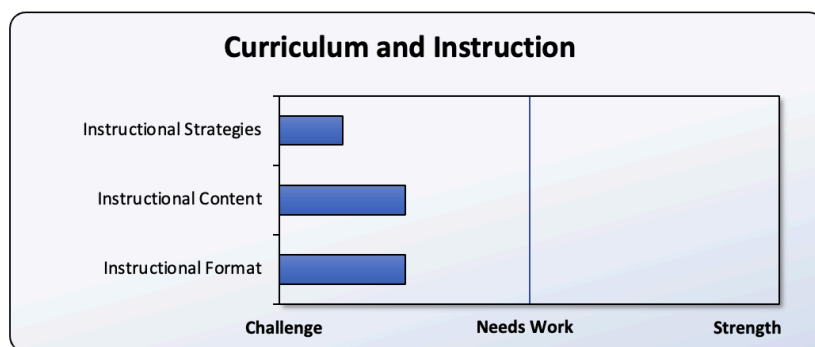 Curriculum and Instruction
Instructional Strategies
Instructional Content
Instructional Format
Challenge Needs Work Strength